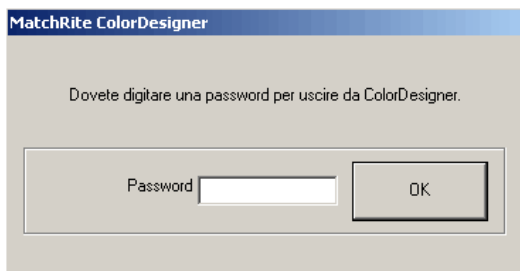 MatchRite ColorDesigner
Dovete digitare una password per uscire da ColorDesigner.
Password
OK